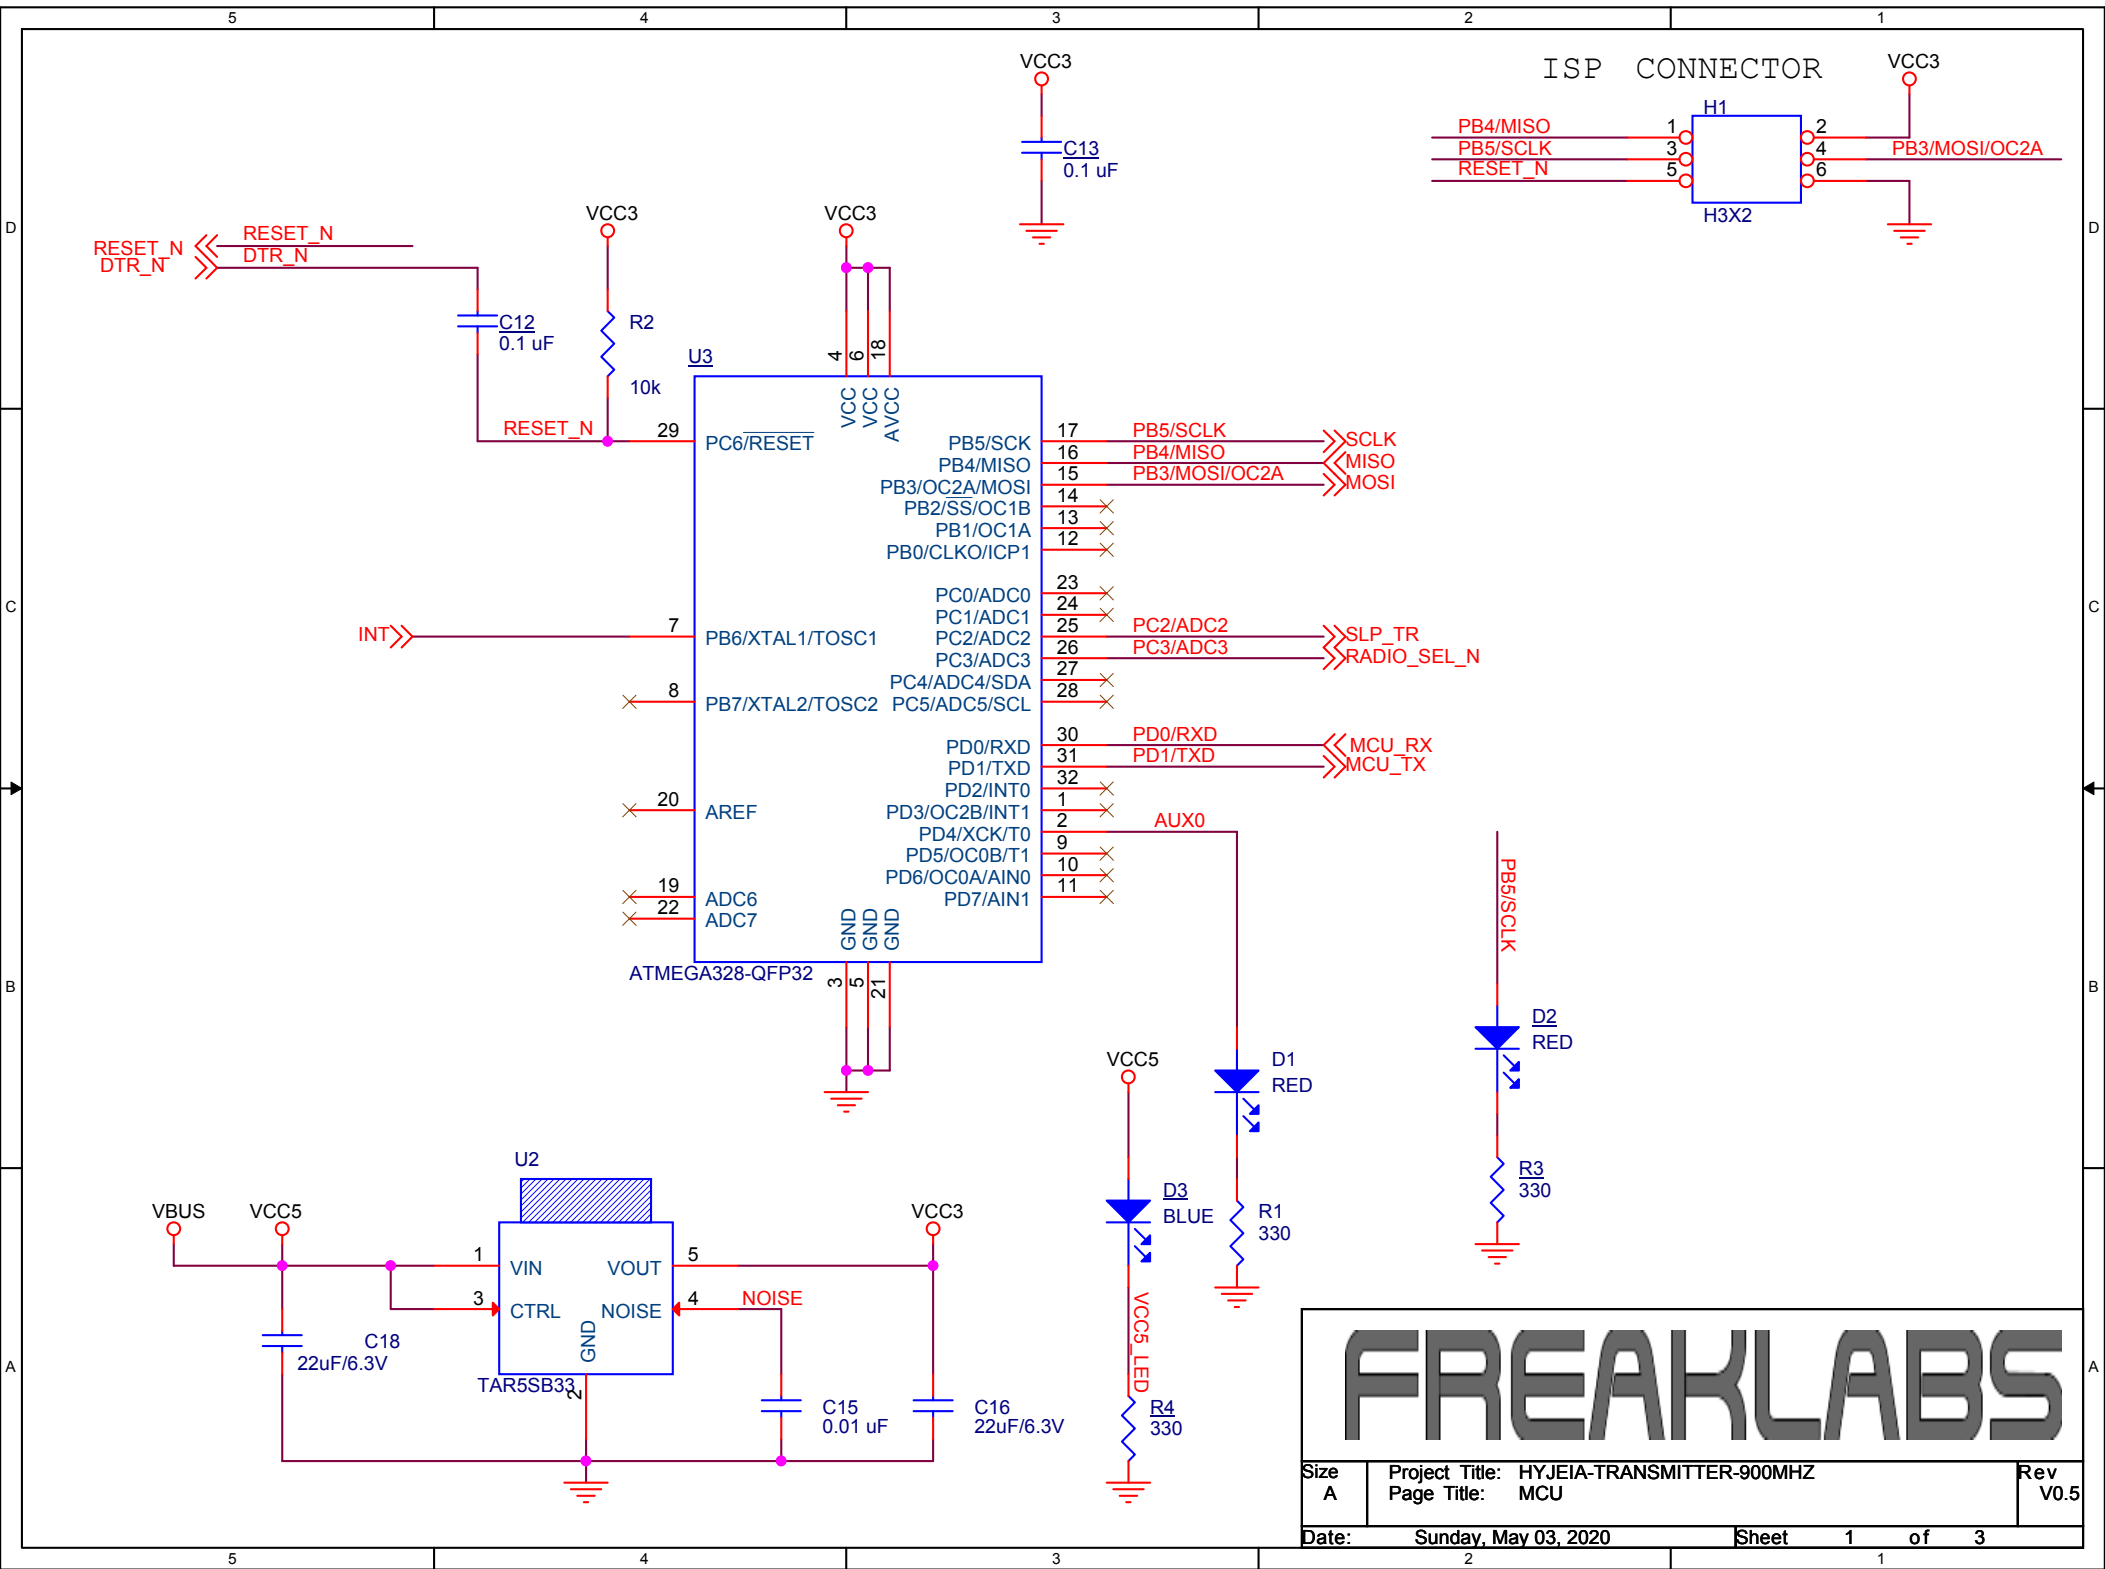 5 4 3 2 1
D
C
B
A
D
C
B
A
VCC3
C13
0.1 uF
ISP CONNECTOR
VCC3
H1
PB4/MISO 1 2
PB5/SCLK 3 4 PB3/MOSI/OC2A
RESET_N 5 6
H3X2
RESET_N RESET_N
DTR_N DTR_N
VCC3
VCC3
C12
0.1 uF
R2
10k
RESET_N
U3
4 6 18
VCC VCC AVCC
29 PC6/RESET
7 PB6/XTAL1/TOSC1
INT
8 PB7/XTAL2/TOSC2
20 AREF
19 ADC6
22 ADC7
PB5/SCK 17 PB5/SCLK SCLK
PB4/MISO 16 PB4/MISO MISO
PB3/OC2A/MOSI 15 PB3/MOSI/OC2A MOSI
PB2/SS/OC1B 14
PB1/OC1A 13
PB0/CLKO/ICP1 12
PC0/ADC0 23
PC1/ADC1 24
PC2/ADC2 25 PC2/ADC2 SLP_TR
PC3/ADC3 26 PC3/ADC3 RADIO_SEL_N
PC4/ADC4/SDA 27
PC5/ADC5/SCL 28
PD0/RXD 30 PD0/RXD MCU_RX
PD1/TXD 31 PD1/TXD MCU_TX
PD2/INT0 32
PD3/OC2B/INT1 1
PD4/XCK/T0 2 AUX0
PD5/OC0B/T1 9
PD6/OC0A/AIN0 10
PD7/AIN1 11
GND GND GND
3 5 21
ATMEGA328-QFP32
PB5/SCLK
D2
RED
R3
330
D1
RED
R1
330
VCC5
D3
BLUE
VCC5_LED
R4
330
U2
VBUS VCC5
1 VIN VOUT 5
3 CTRL NOISE 4 NOISE
GND
2
TAR5SB33
VCC3
C18
22uF/6.3V
C15
0.01 uF
C16
22uF/6.3V
FREAKLABS
Size
A
Project Title: HYJEIA-TRANSMITTER-900MHZ
Page Title: MCU
Rev
V0.5
Date: Sunday, May 03, 2020 Sheet 1 of 3
5 4 3 2 1